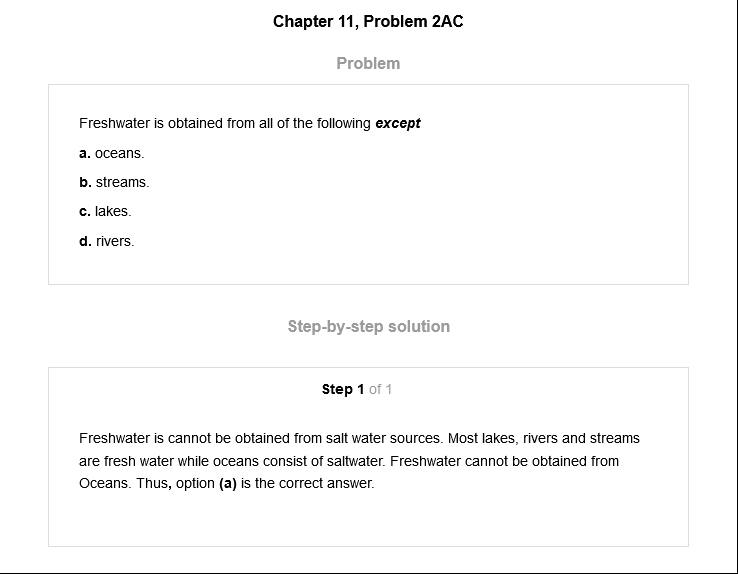 Chapter 11, Problem 2AC
Problem
Freshwater is obtained from all of the following except
a. oceans.
b. streams.
c. lakes.
d. rivers.
Step-by-step solution
Step 1 of 1
Freshwater is cannot be obtained from salt water sources. Most lakes, rivers and streams
are fresh water while oceans consist of saltwater. Freshwater cannot be obtained from
Oceans. Thus, option (a) is the correct answer.